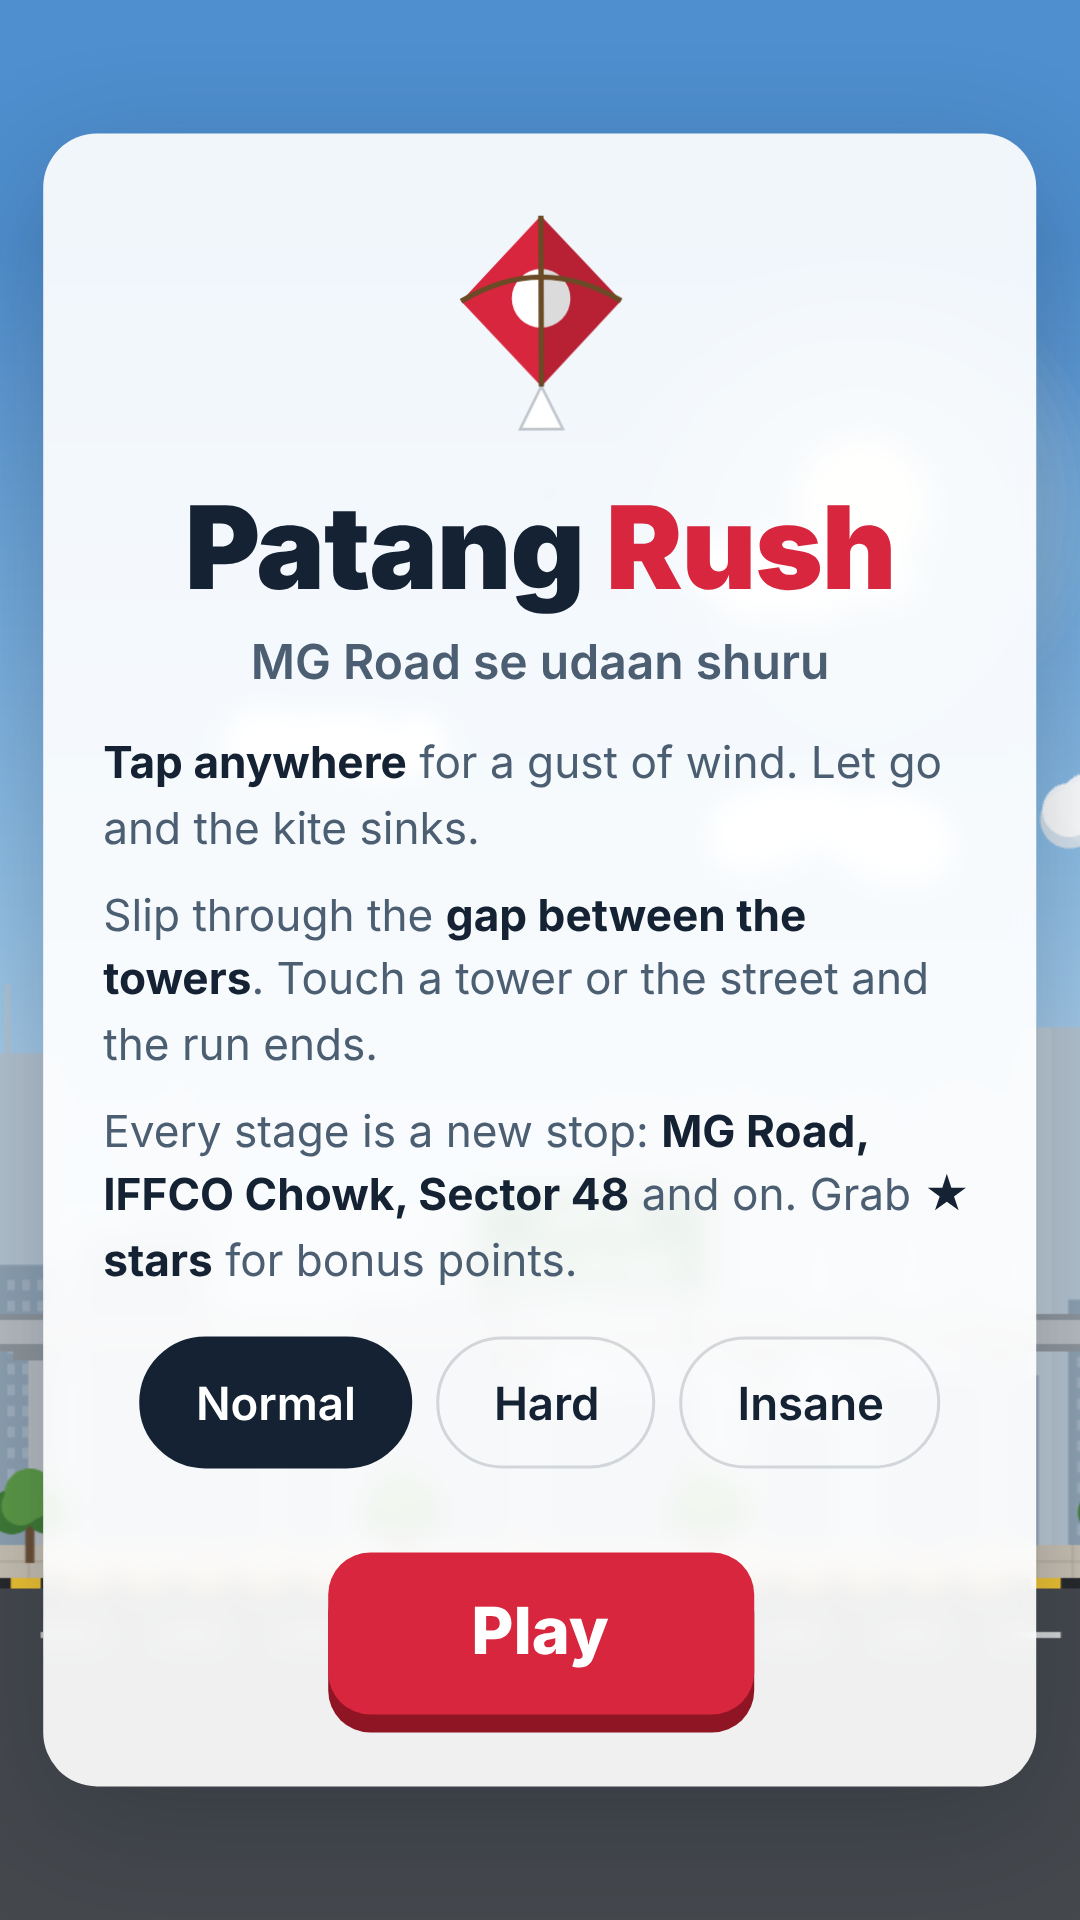 Patang Rush
MG Road se udaan shuru
Tap anywhere for a gust of wind. Let go
and the kite sinks.
Slip through the gap between the
towers. Touch a tower or the street and
the run ends.
Every stage is a new stop: MG Road,
IFFCO Chowk, Sector 48 and on. Grab ★
stars for bonus points.
Normal Hard Insane
Play